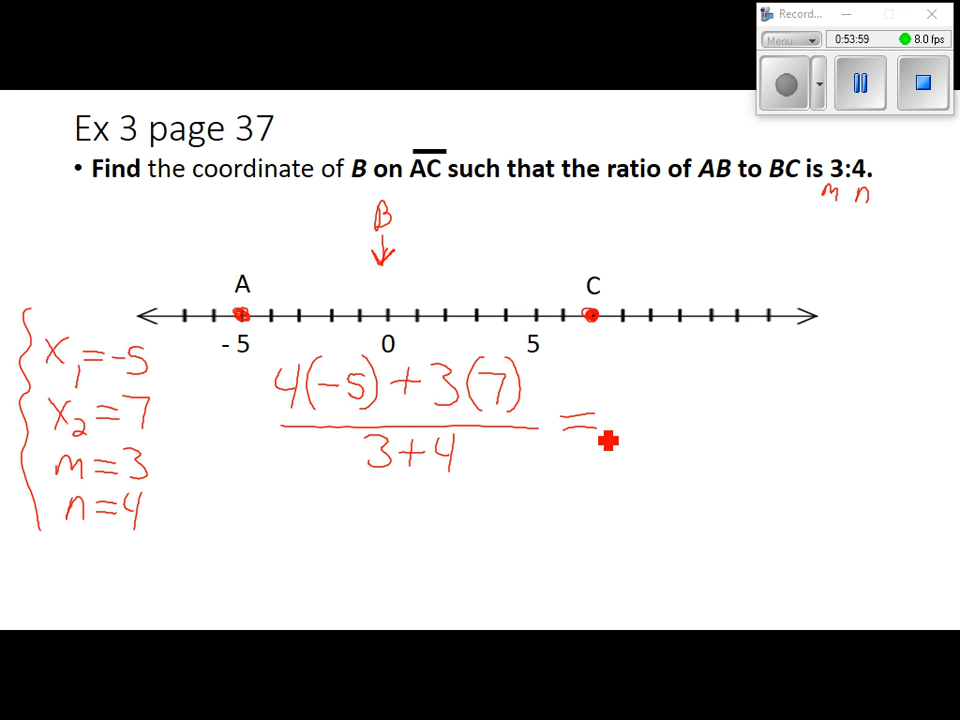 Record...
Menu
0:53:59
8.0 fps
Ex 3 page 37
• Find the coordinate of B on AC such that the ratio of AB to BC is 3:4.
m n
B
A
C
- 5
0
5
x₁ = -5
x₂ = 7
m = 3
n = 4
4(-5) + 3(7)
3+4
=